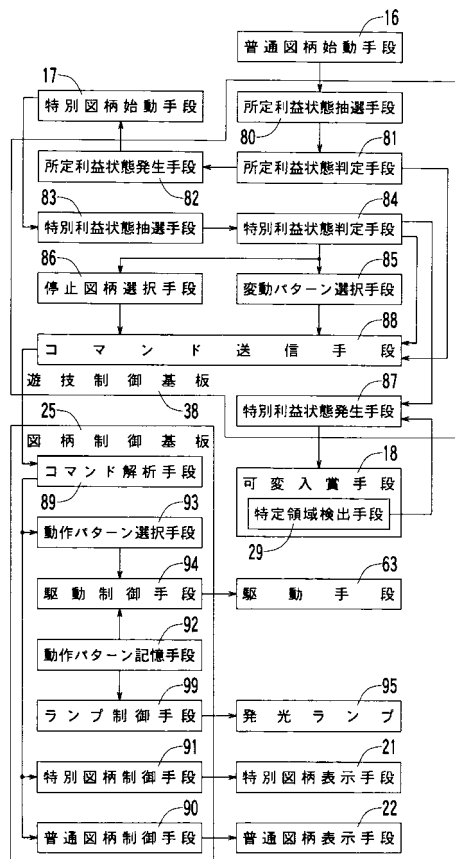 16
普通図柄始動手段
17
特別図柄始動手段
所定利益状態抽選手段
80
81
所定利益状態発生手段
所定利益状態判定手段
82
83
84
特別利益状態抽選手段
特別利益状態判定手段
86
85
停止図柄選択手段
変動パターン選択手段
88
コマンド送信手段
遊技制御基板
38
87
特別利益状態発生手段
25
図柄制御基板
18
コマンド解析手段
89
可変入賞手段
特定領域検出手段
29
93
動作パターン選択手段
94
63
駆動制御手段
駆動手段
92
動作パターン記憶手段
99
95
ランプ制御手段
発光ランプ
91
21
特別図柄制御手段
特別図柄表示手段
90
22
普通図柄制御手段
普通図柄表示手段